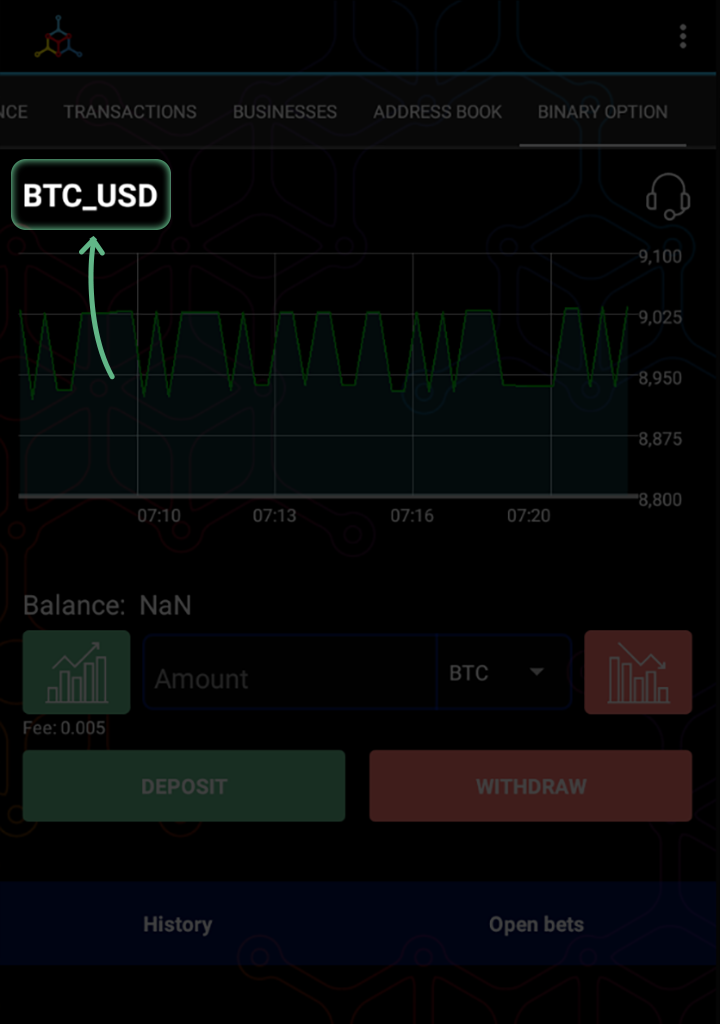 NCE TRANSACTIONS BUSINESSES ADDRESS BOOK BINARY OPTION
BTC_USD
9,100
9,025
8,950
8,875
8,800
07:10 07:13 07:16 07:20
Balance: NaN
Amount BTC
Fee: 0.005
DEPOSIT WITHDRAW
History Open bets